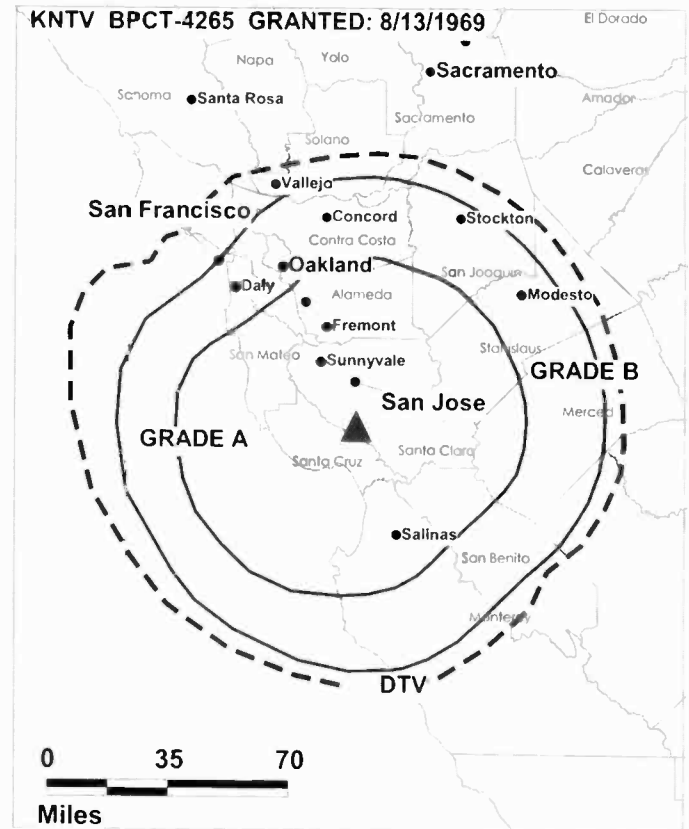 KNTV BPCT-4265 GRANTED: 8/13/1969
El Dorado
Napa
Yolo
Sacramento
Sonoma
Santa Rosa
Amador
Sacramento
Solano
Calaveras
Vallejo
San Francisco
Concord
Stockton
Contra Costa
Oakland
San Joaquin
Daly
Alameda
Modesto
Fremont
Stanislaus
San Mateo
Sunnyvale
GRADE B
San Jose
Merced
GRADE A
Santa Clara
Santa Cruz
Salinas
San Benito
Monterey
DTV
0 35 70
Miles